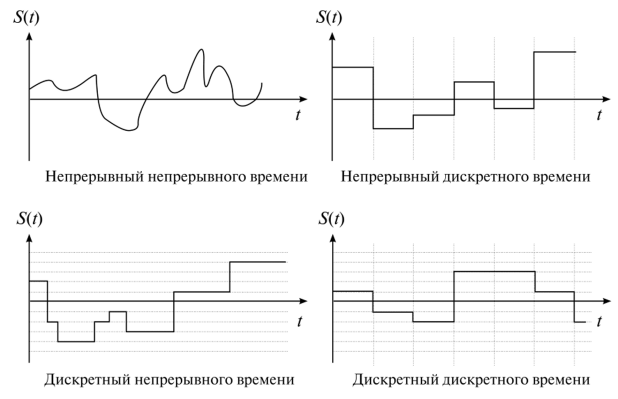 S(t)
S(t)
t
t
Непрерывный непрерывного времени
Непрерывный дискретного времени
S(t)
S(t)
t
t
Дискретный непрерывного времени
Дискретный дискретного времени